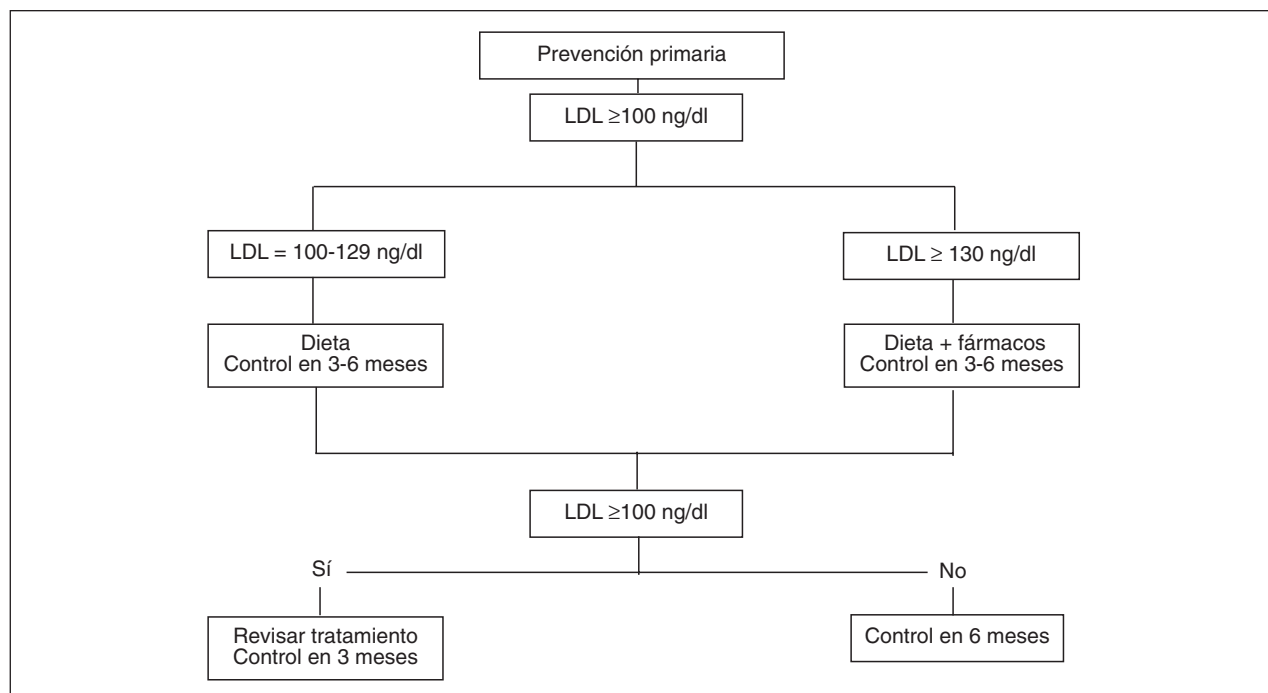 Prevención primaria
LDL ≥100 ng/dl
LDL = 100-129 ng/dl
LDL ≥ 130 ng/dl
Dieta
Control en 3-6 meses
Dieta + fármacos
Control en 3-6 meses
LDL ≥100 ng/dl
Sí
No
Revisar tratamiento
Control en 3 meses
Control en 6 meses